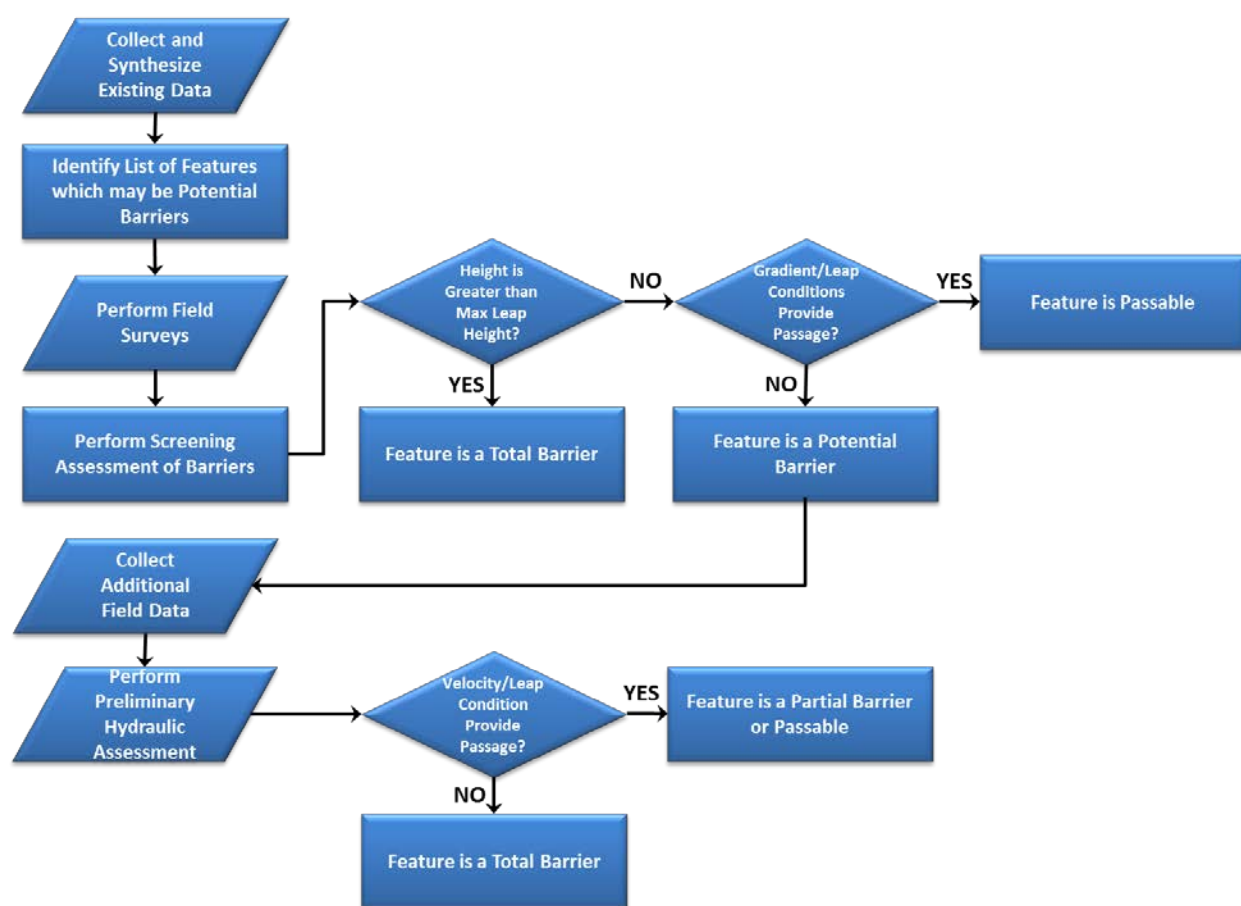 Collect and
Synthesize
Existing Data
Identify List of Features
which may be Potential
Barriers
Perform Field
Surveys
Perform Screening
Assessment of Barriers
Height is
Greater than
Max Leap
Height?
NO
YES
Feature is a Total Barrier
Gradient/Leap
Conditions
Provide
Passage?
YES
Feature is Passable
NO
Feature is a Potential
Barrier
Collect
Additional
Field Data
Perform
Preliminary
Hydraulic
Assessment
Velocity/Leap
Condition
Provide
Passage?
YES
Feature is a Partial Barrier
or Passable
NO
Feature is a Total Barrier